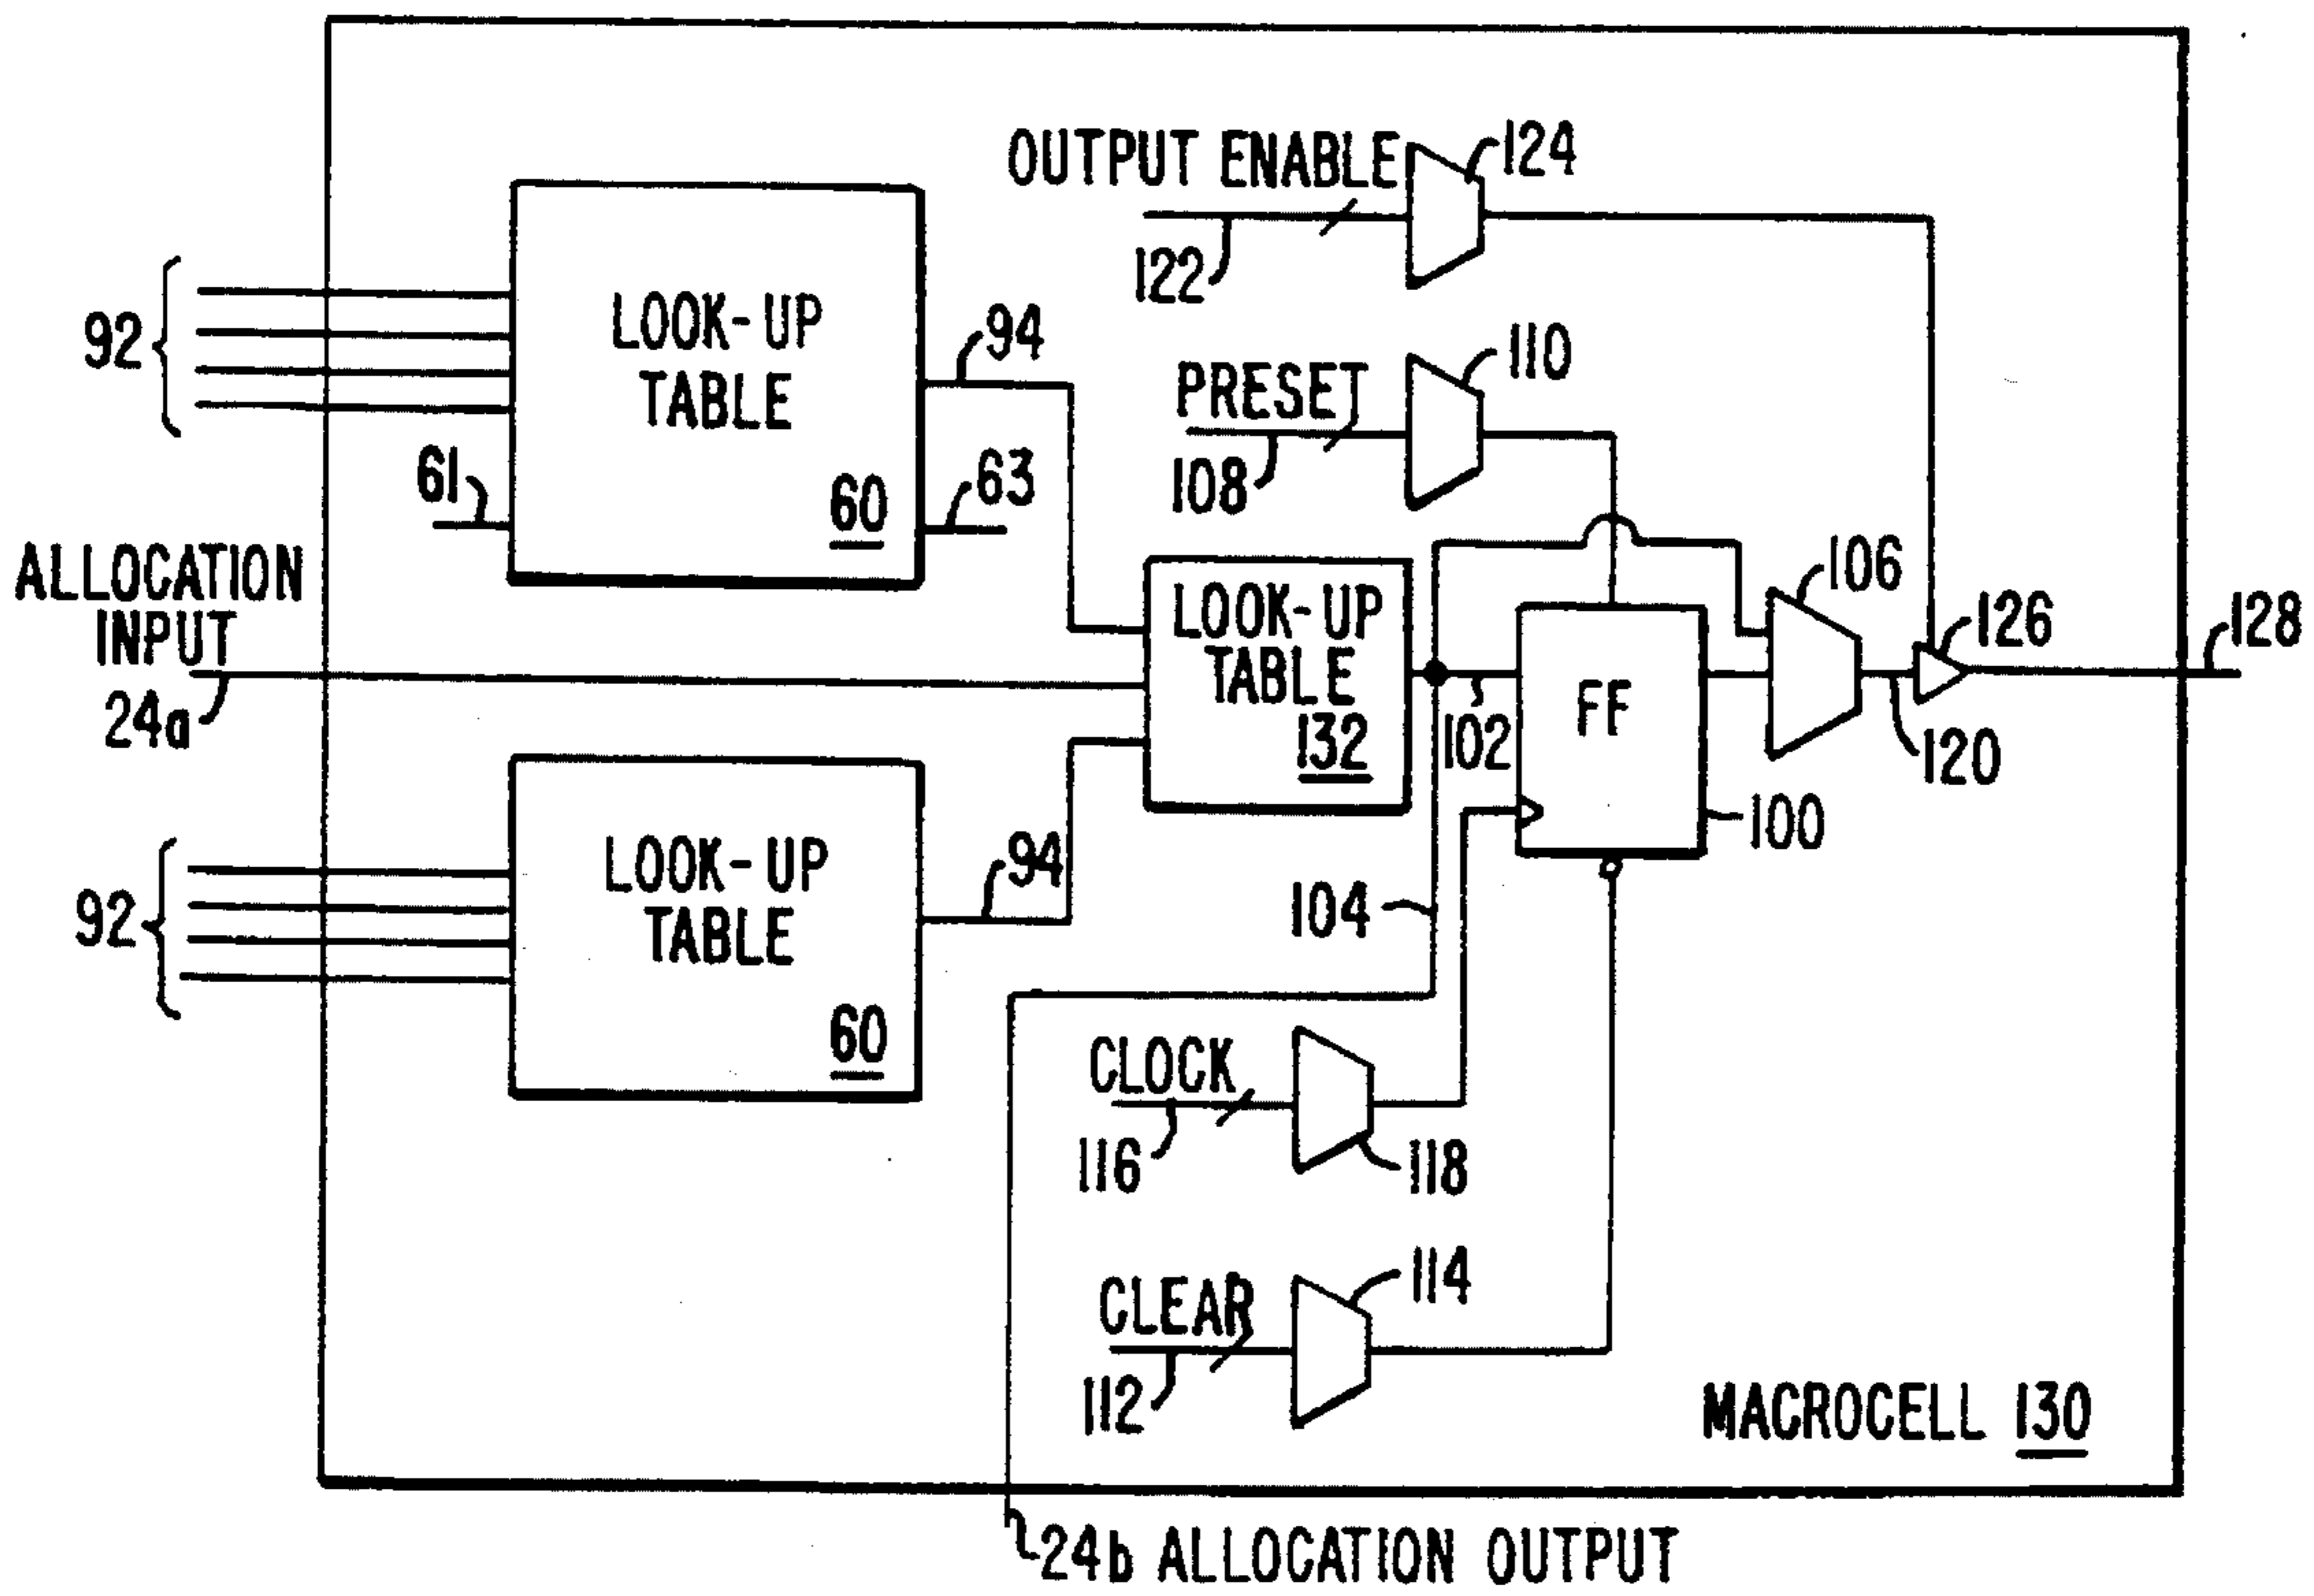 OUTPUT ENABLE
124
122
LOOK-UP
TABLE
60
92
94
61
63
PRESET
110
108
ALLOCATION
INPUT
24a
LOOK-UP
TABLE
132
102
FF
100
106
126
128
120
LOOK-UP
TABLE
60
92
94
104
CLOCK
116
118
CLEAR
114
112
MACROCELL 130
24b ALLOCATION OUTPUT